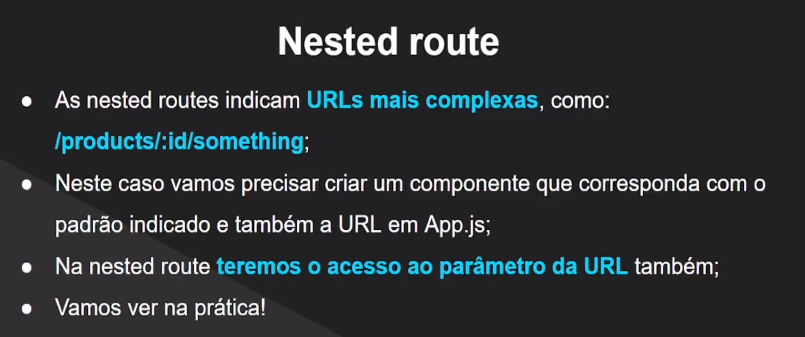 Nested route
● As nested routes indicam URLs mais complexas, como:
/products/:id/something;
● Neste caso vamos precisar criar um componente que corresponda com o
padrão indicado e também a URL em App.js;
● Na nested route teremos o acesso ao parâmetro da URL também;
● Vamos ver na prática!